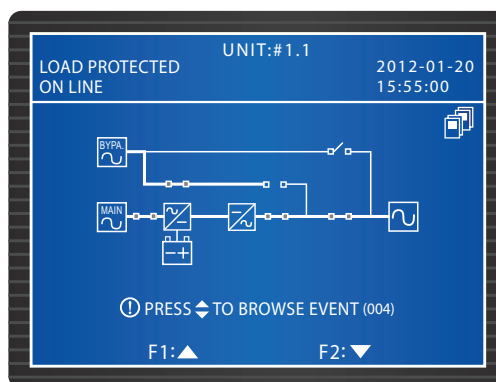 UNIT:#1.1
LOAD PROTECTED
ON LINE
2012-01-20
15:55:00
BYPA.
MAIN
PRESS TO BROWSE EVENT (004)
F1: F2: